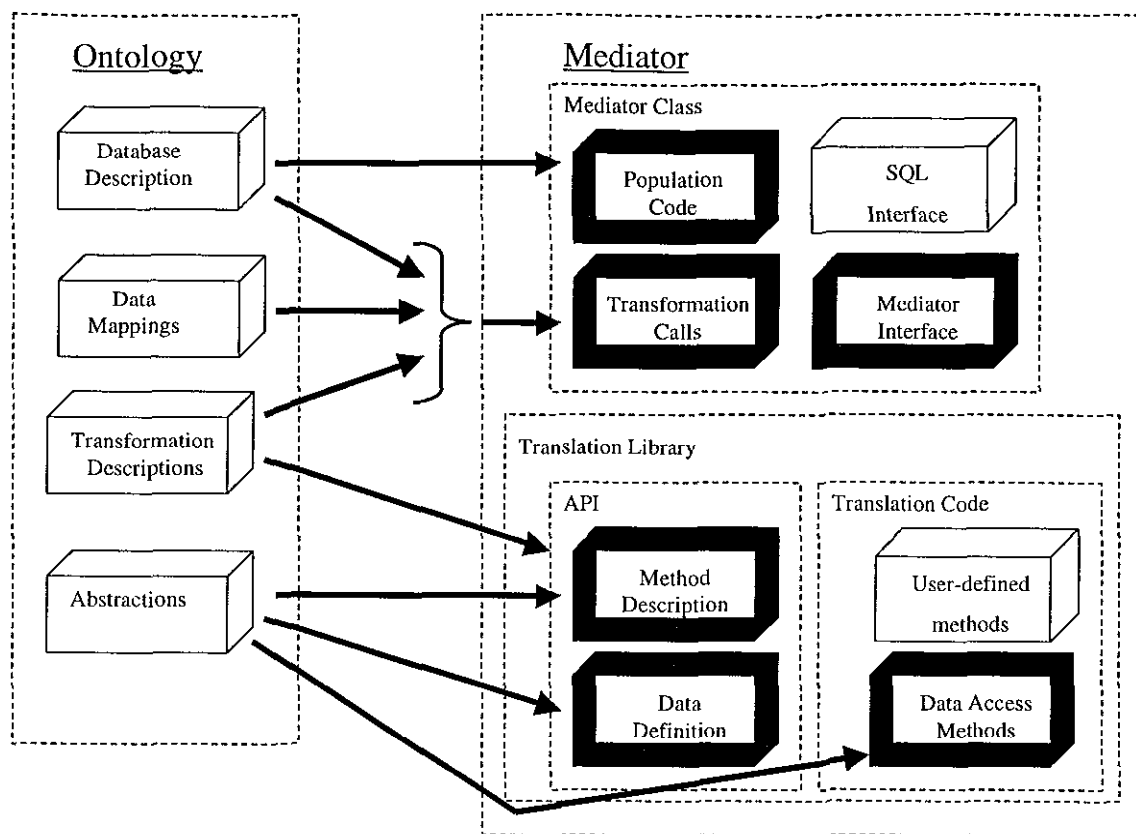 Ontology
Database
Description
Data
Mappings
Transformation
Descriptions
Abstractions
Mediator
Mediator Class
Population
Code
SQL
Interface
Transformation
Calls
Mediator
Interface
Translation Library
API
Method
Description
Data
Definition
Translation Code
User-defined
methods
Data Access
Methods